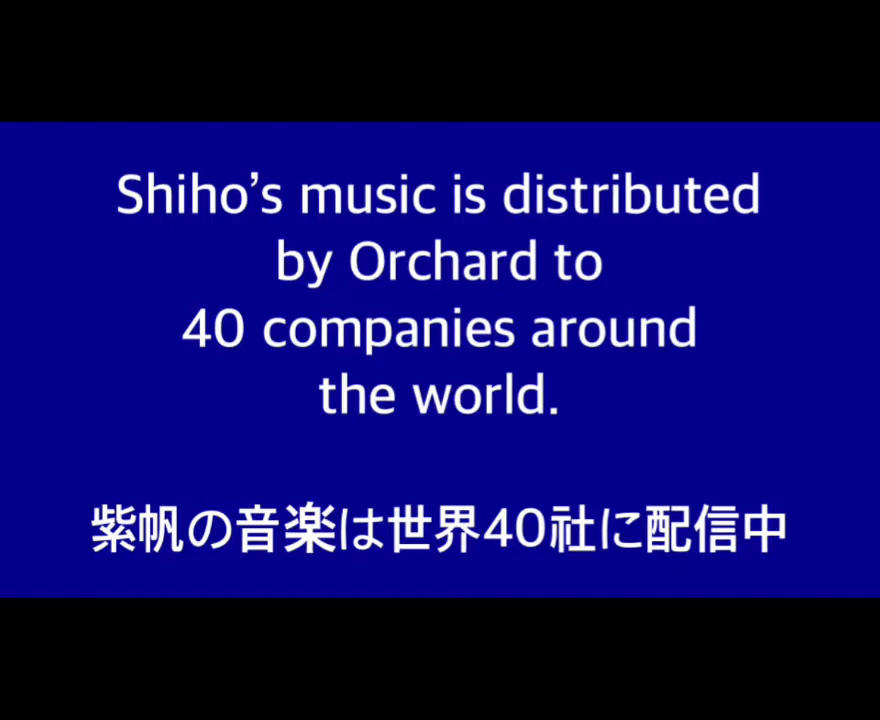 Shiho’s music is distributed
by Orchard to
40 companies around
the world.
紫帆の音楽は世界40社に配信中